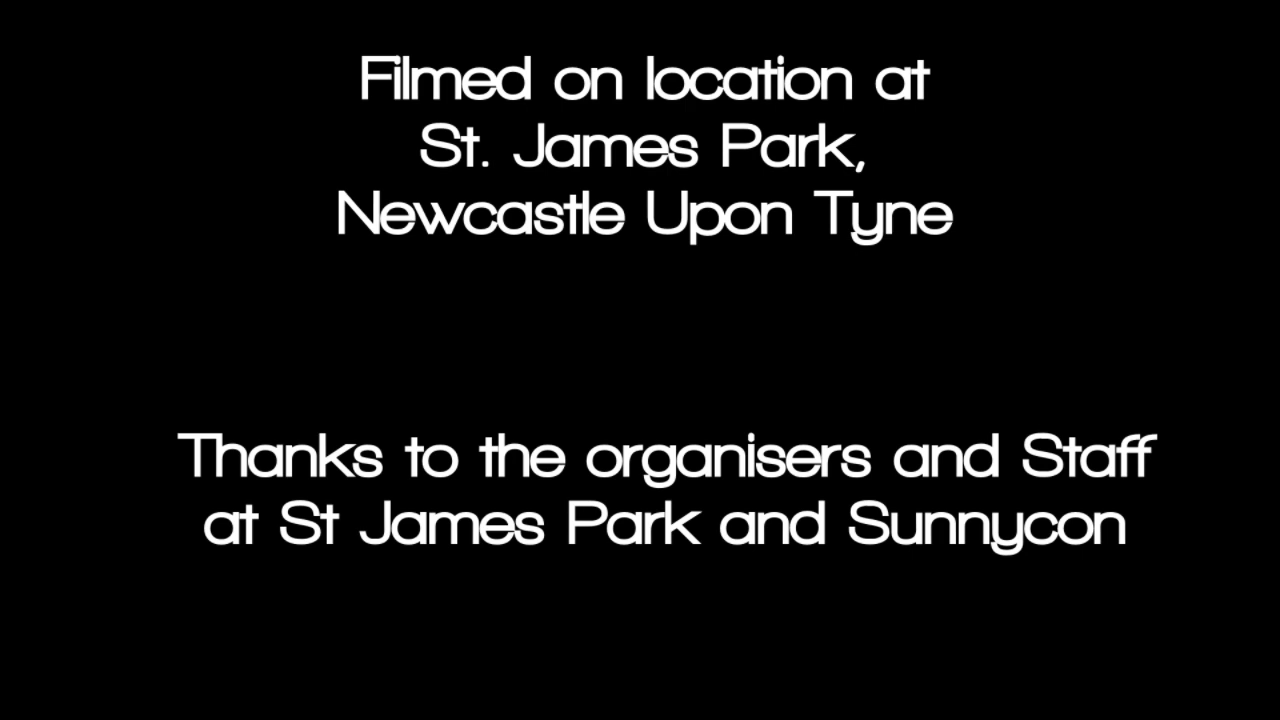 Filmed on location at
St. James Park,
Newcastle Upon Tyne
Thanks to the organisers and Staff
at St James Park and Sunnycon